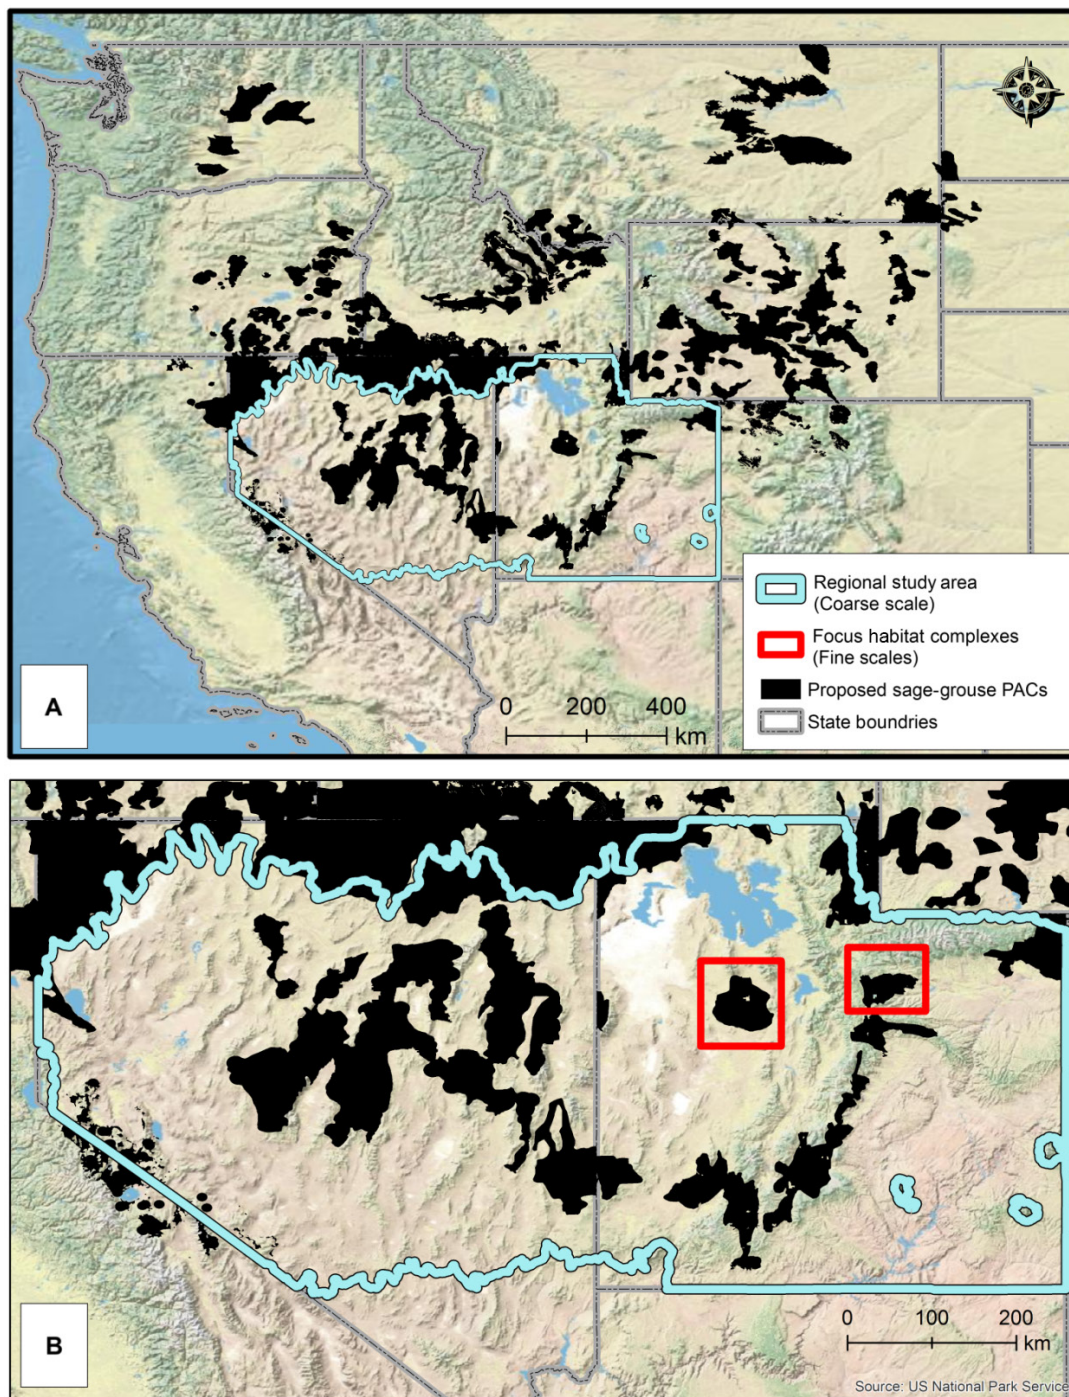 Regional study area
(Coarse scale)
Focus habitat complexes
(Fine scales)
Proposed sage-grouse PACs
State boundries
A
0 200 400
km
B
0 100 200
km
Source: US National Park Service